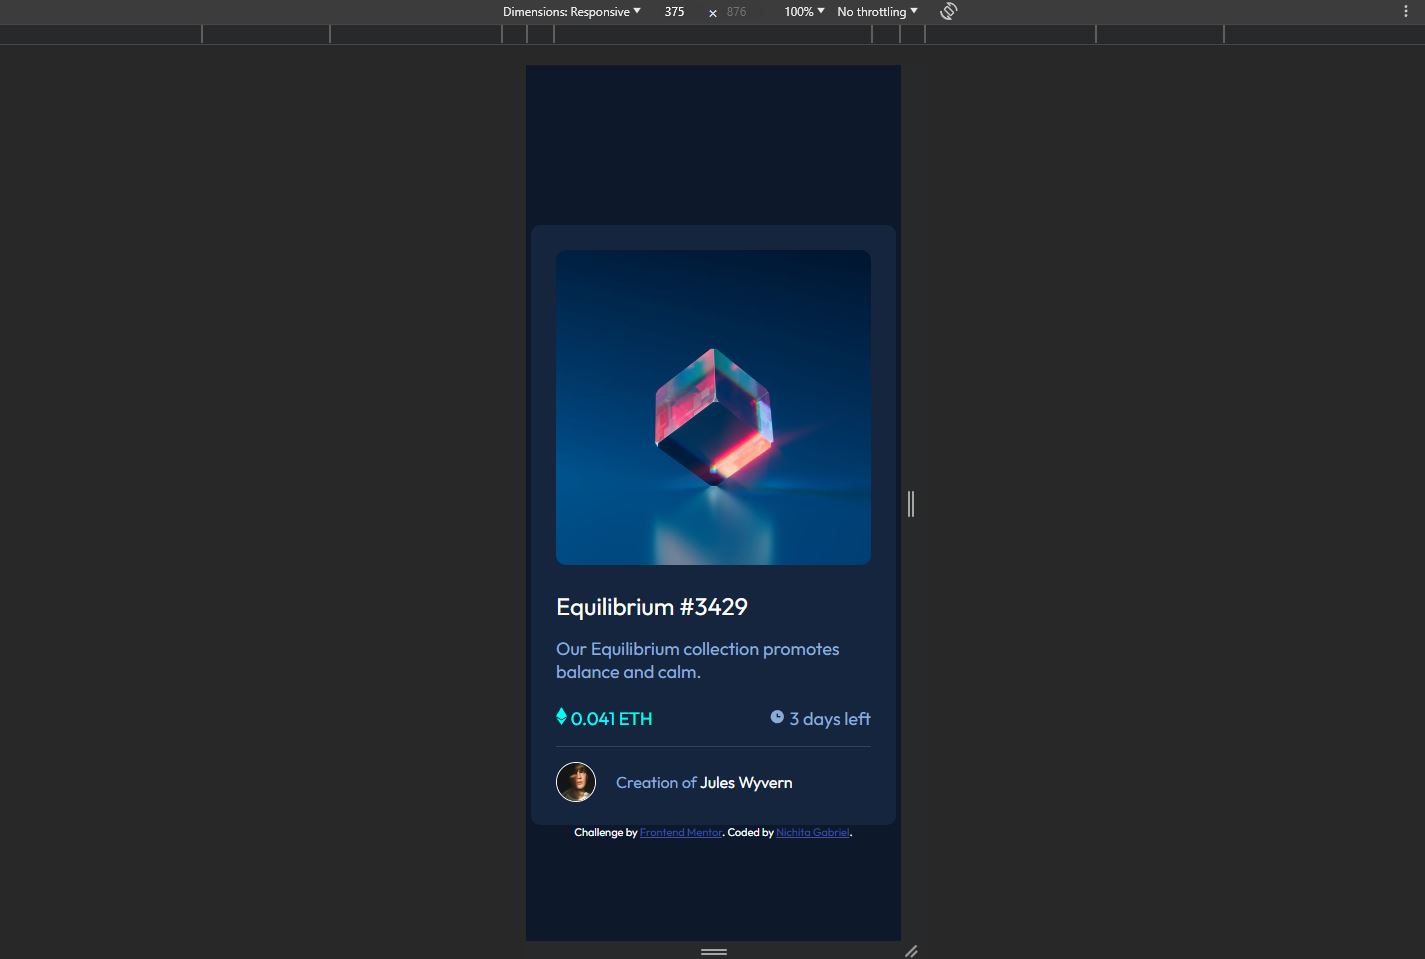 Dimensions: Responsive 375 × 876 100% No throttling
Equilibrium #3429
Our Equilibrium collection promotes
balance and calm.
0.041 ETH 3 days left
Creation of Jules Wyvern
Challenge by Frontend Mentor. Coded by Nichita Gabriel.